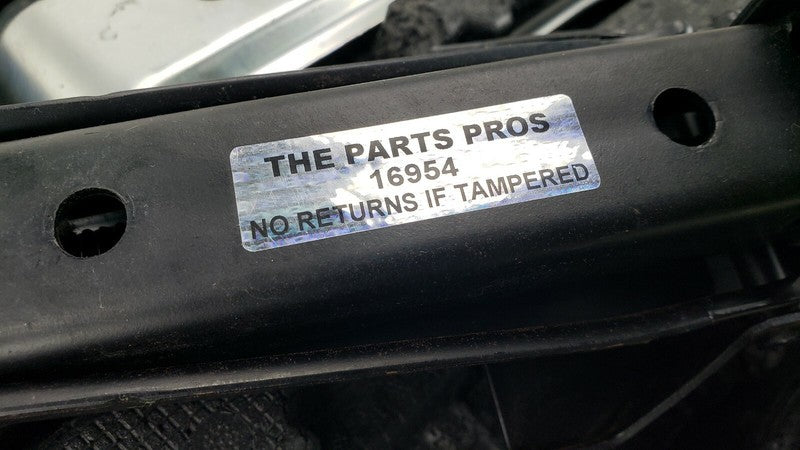 THE PARTS PROS
16954
NO RETURNS IF TAMPERED